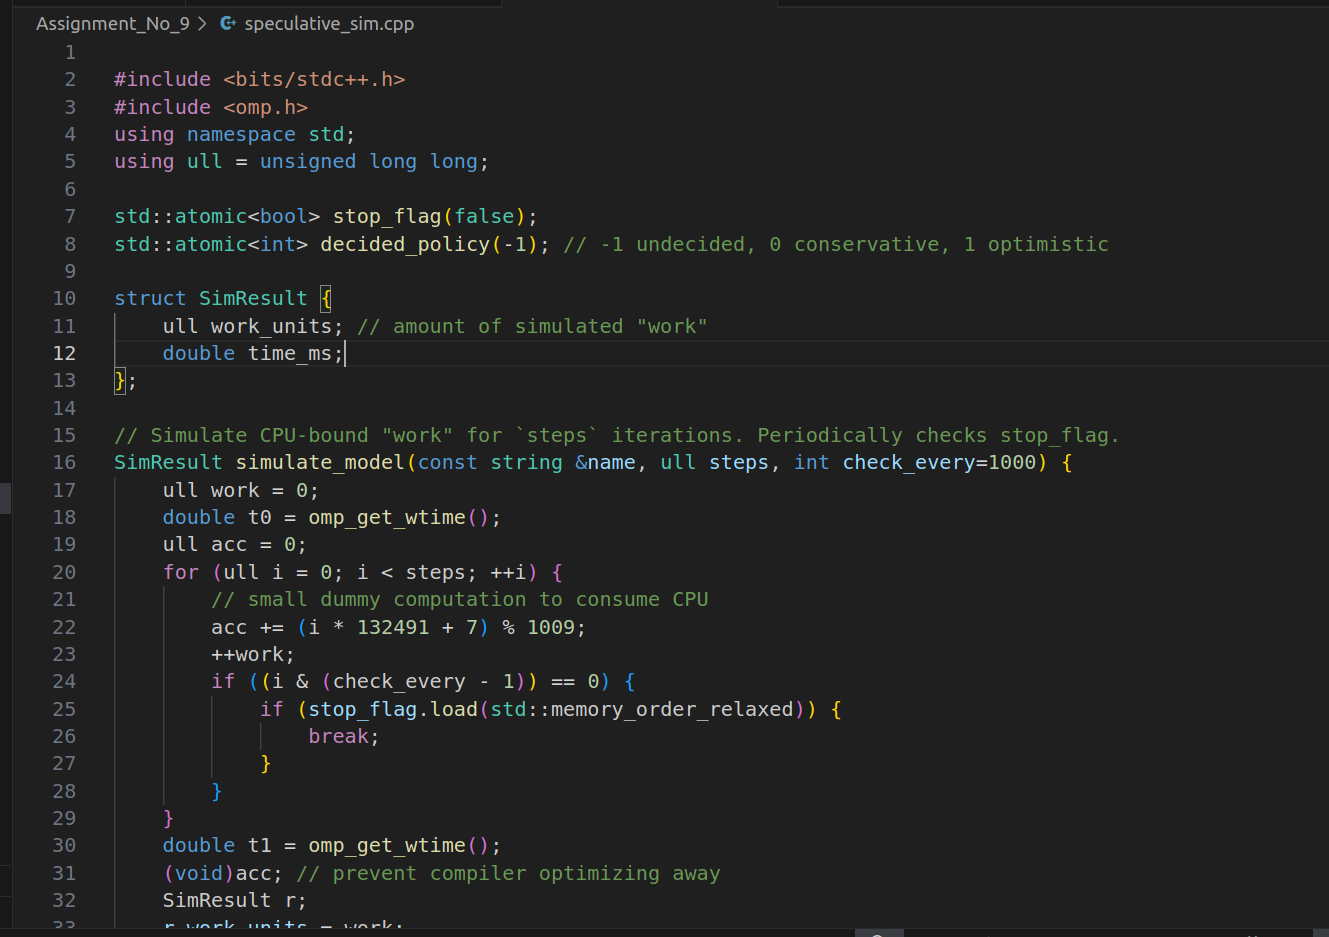 Assignment_No_9 > speculative_sim.cpp
1
2 #include <bits/stdc++.h>
3 #include <omp.h>
4 using namespace std;
5 using ull = unsigned long long;
6
7 std::atomic<bool> stop_flag(false);
8 std::atomic<int> decided_policy(-1); // -1 undecided, 0 conservative, 1 optimistic
9
10 struct SimResult {
11     ull work_units; // amount of simulated "work"
12     double time_ms;
13 };
14
15 // Simulate CPU-bound "work" for `steps` iterations. Periodically checks stop_flag.
16 SimResult simulate_model(const string &name, ull steps, int check_every=1000) {
17     ull work = 0;
18     double t0 = omp_get_wtime();
19     ull acc = 0;
20     for (ull i = 0; i < steps; ++i) {
21         // small dummy computation to consume CPU
22         acc += (i * 132491 + 7) % 1009;
23         ++work;
24         if ((i & (check_every - 1)) == 0) {
25             if (stop_flag.load(std::memory_order_relaxed)) {
26                 break;
27             }
28         }
29     }
30     double t1 = omp_get_wtime();
31     (void)acc; // prevent compiler optimizing away
32     SimResult r;
33     r.work_units = work;